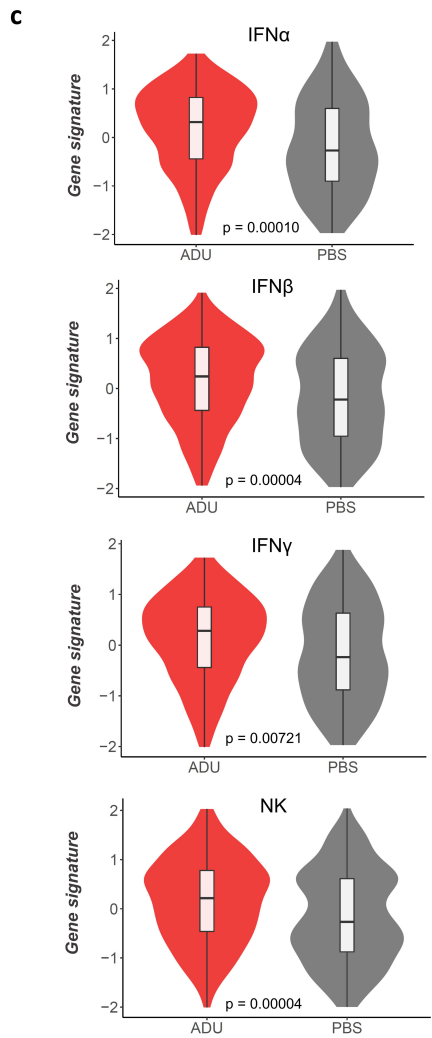 c
IFNα
Gene signature
2
1
0
−1
−2
p = 0.00010
ADU PBS
IFNβ
Gene signature
2
1
0
−1
−2
p = 0.00004
ADU PBS
IFNγ
Gene signature
2
1
0
−1
−2
p = 0.00721
ADU PBS
NK
Gene signature
2
1
0
−1
−2
p = 0.00004
ADU PBS